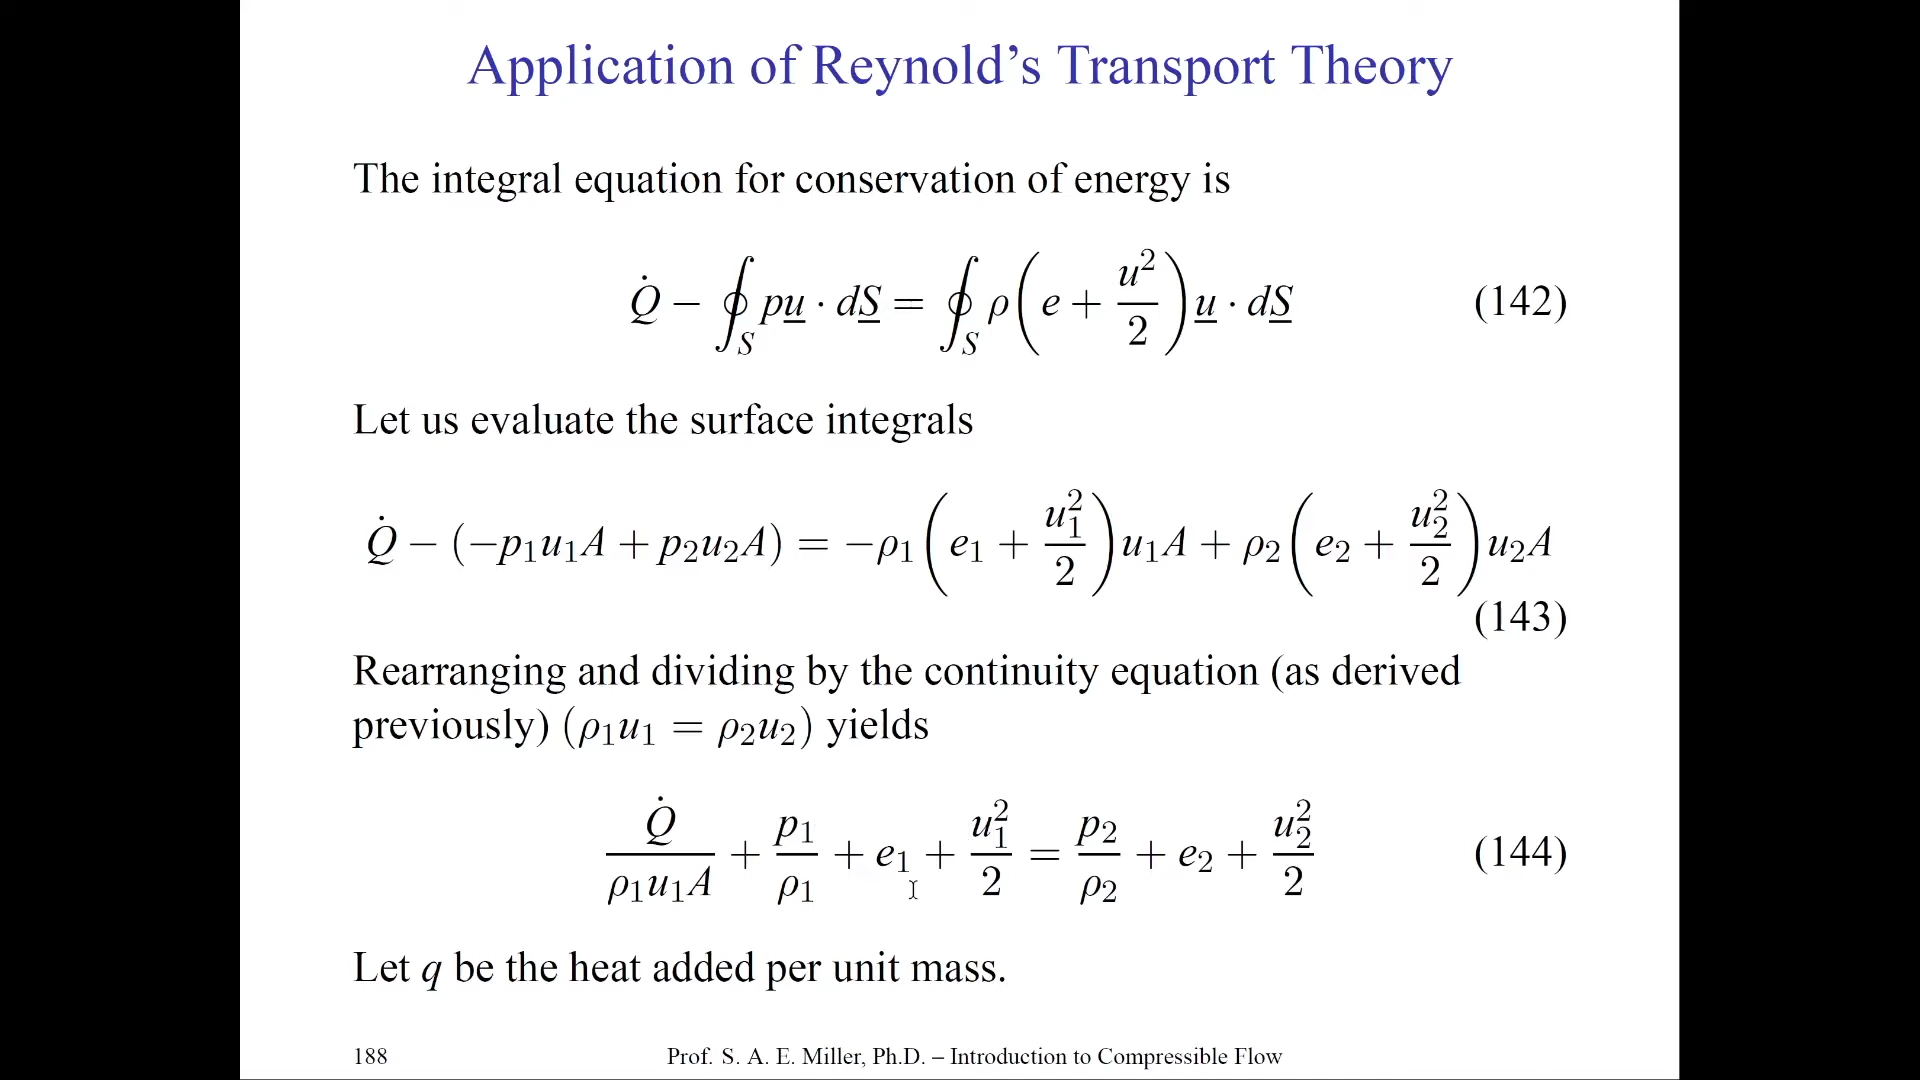 Application of Reynold’s Transport Theory
The integral equation for conservation of energy is
Q̇ − ∮_S pu̲ · dS̲ = ∮_S ρ(e + u²/2) u̲ · dS̲ (142)
Let us evaluate the surface integrals
Q̇ − (−p₁u₁A + p₂u₂A) = −ρ₁(e₁ + u₁²/2) u₁A + ρ₂(e₂ + u₂²/2) u₂A
(143)
Rearranging and dividing by the continuity equation (as derived
previously) (ρ₁u₁ = ρ₂u₂) yields
Q̇/(ρ₁u₁A) + p₁/ρ₁ + e₁ + u₁²/2 = p₂/ρ₂ + e₂ + u₂²/2 (144)
Let q be the heat added per unit mass.
188 Prof. S. A. E. Miller, Ph.D. – Introduction to Compressible Flow